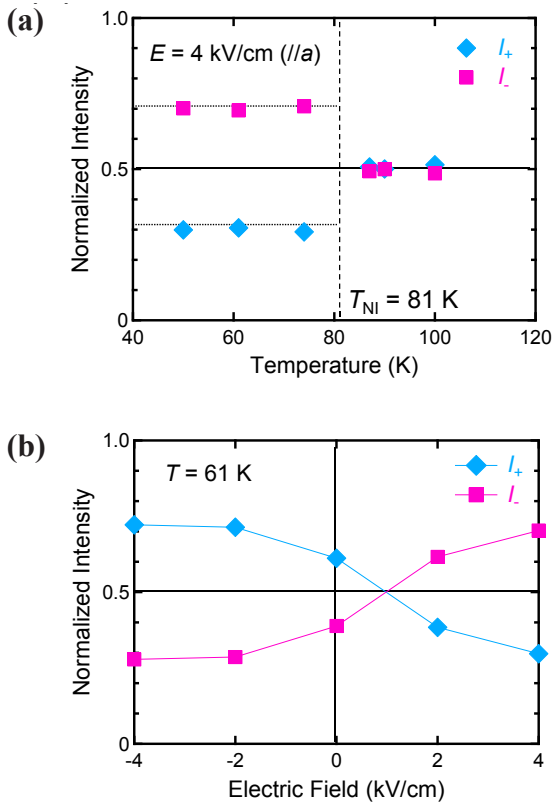 (a)
E = 4 kV/cm (//a)
I+
I-
Normalized Intensity
1.0
0.5
0
TNI = 81 K
40 60 80 100 120
Temperature (K)
(b)
T = 61 K
I+
I-
Normalized Intensity
1.0
0.5
0
-4 -2 0 2 4
Electric Field (kV/cm)